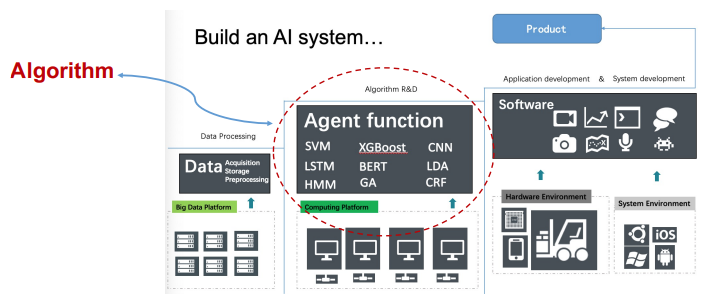 Build an AI system...
Product
Algorithm
Application development & System development
Algorithm R&D
Software
Agent function
Data Processing
SVM XGBoost CNN
LSTM BERT LDA
HMM GA CRF
Data Acquisition
Storage
Preprocessing
Hardware Environment
System Environment
Big Data Platform
Computing Platform
iOS